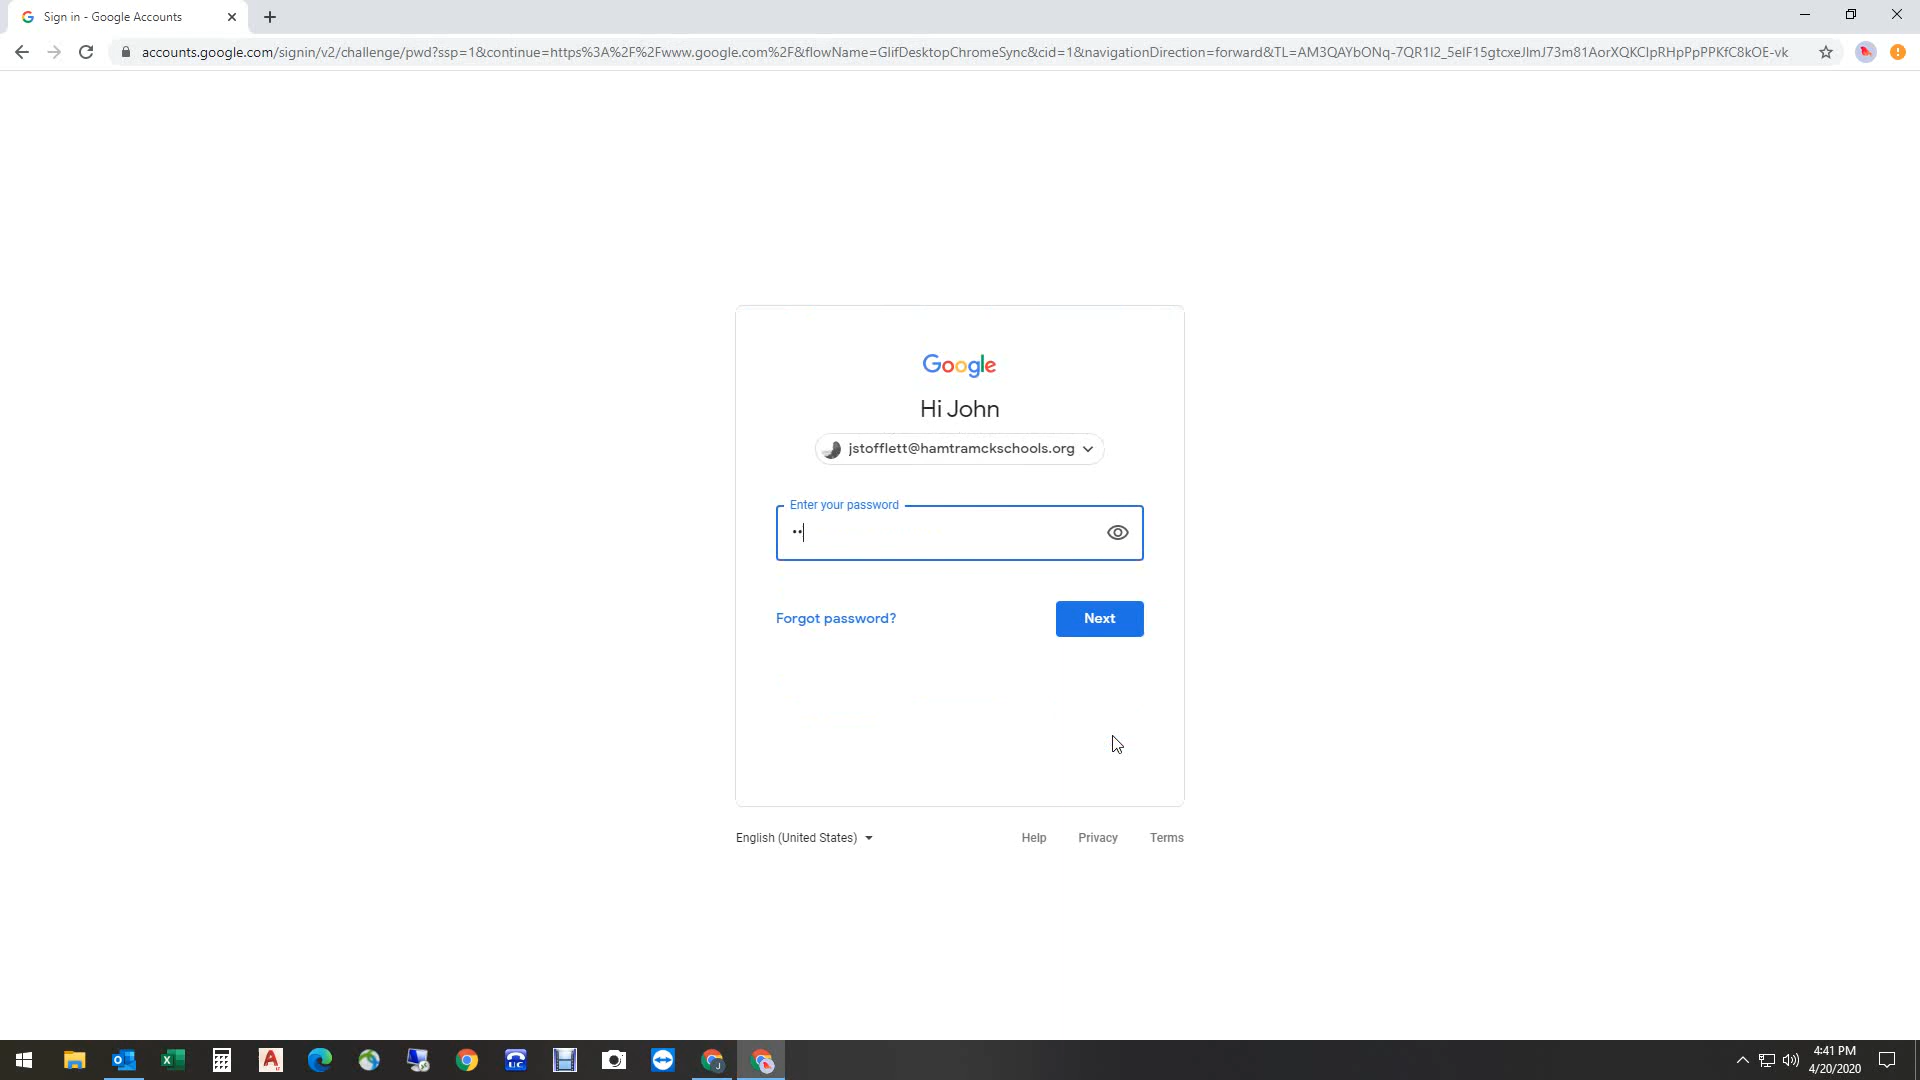 Sign in - Google Accounts
accounts.google.com/signin/v2/challenge/pwd?ssp=1&continue=https%3A%2F%2Fwww.google.com%2F&flowName=GlifDesktopChromeSync&cid=1&navigationDirection=forward&TL=AM3QAYbONq-7QR1I2_5eIF15gtcxeJImJ73m81AorXQKCIpRHpPpPPKfC8kOE-vk
Google
Hi John
jstofflett@hamtramckschools.org
Enter your password
Forgot password?
Next
English (United States)
Help Privacy Terms
4:41 PM
4/20/2020